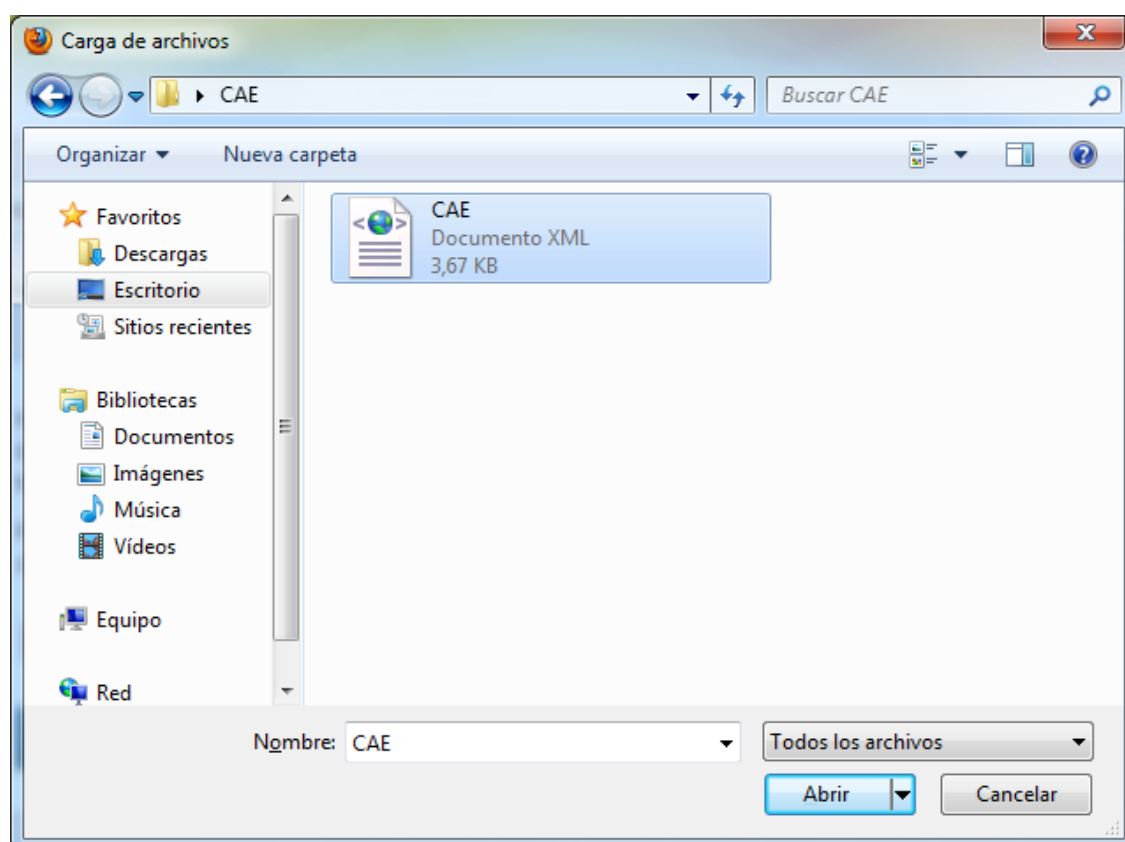 Carga de archivos
CAE
Buscar CAE
Organizar
Nueva carpeta
Favoritos
Descargas
Escritorio
Sitios recientes
Bibliotecas
Documentos
Imágenes
Música
Vídeos
Equipo
Red
CAE
Documento XML
3,67 KB
Nombre: CAE
Todos los archivos
Abrir
Cancelar